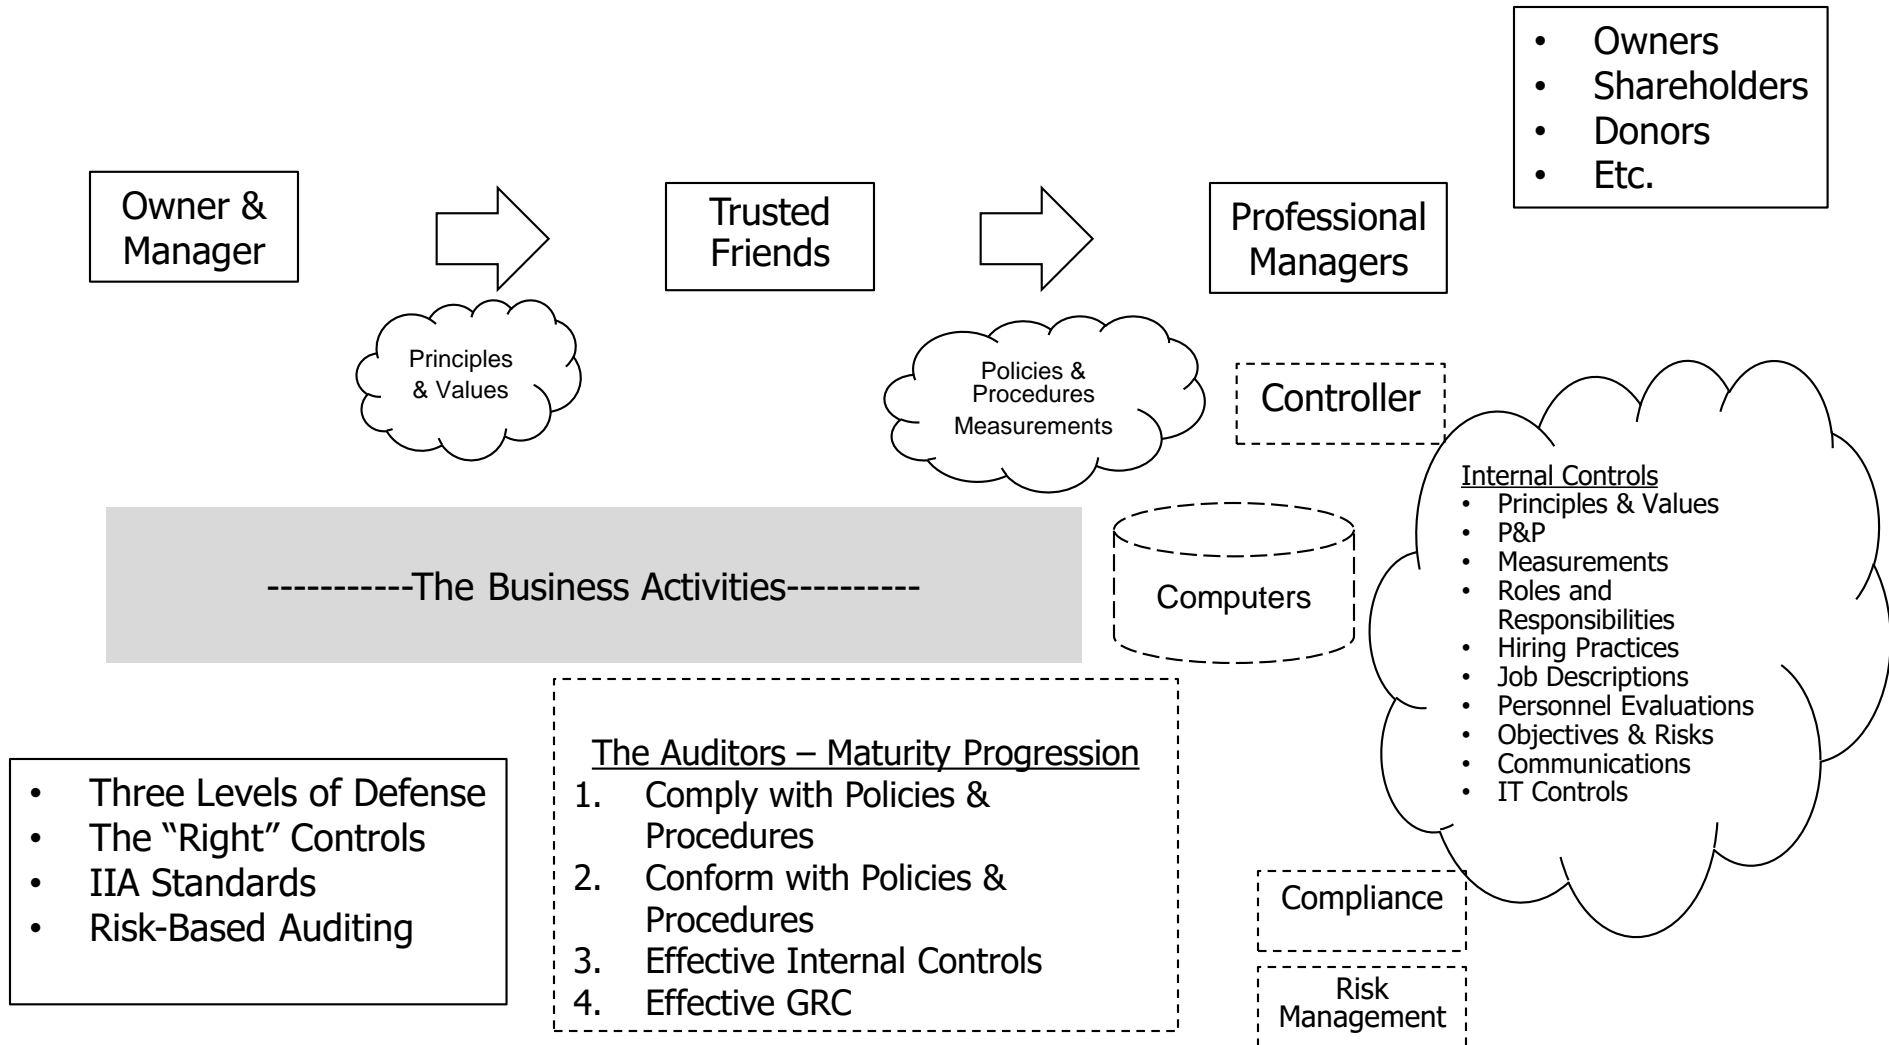 • Owners
• Shareholders
• Donors
• Etc.
Owner &
Manager
Trusted
Friends
Professional
Managers
Principles
& Values
Policies &
Procedures
Measurements
Controller
Internal Controls
• Principles & Values
• P&P
• Measurements
• Roles and
Responsibilities
• Hiring Practices
• Job Descriptions
• Personnel Evaluations
• Objectives & Risks
• Communications
• IT Controls
-----------The Business Activities----------
Computers
• Three Levels of Defense
• The “Right” Controls
• IIA Standards
• Risk-Based Auditing
The Auditors – Maturity Progression
1. Comply with Policies &
Procedures
2. Conform with Policies &
Procedures
3. Effective Internal Controls
4. Effective GRC
Compliance
Risk
Management